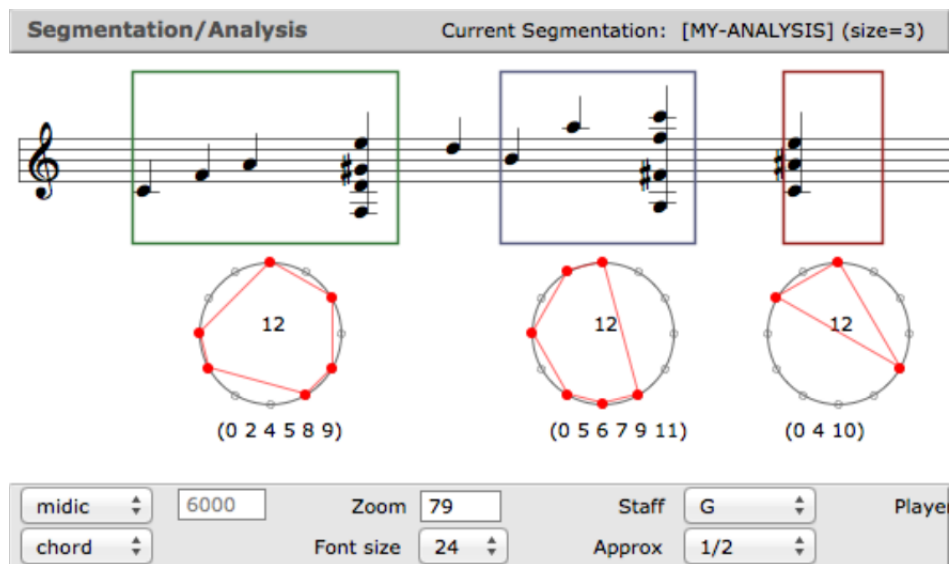 Segmentation/Analysis Current Segmentation: [MY-ANALYSIS] (size=3)
12 12 12
(0 2 4 5 8 9) (0 5 6 7 9 11) (0 4 10)
midic 6000 Zoom 79 Staff G Player
chord Font size 24 Approx 1/2